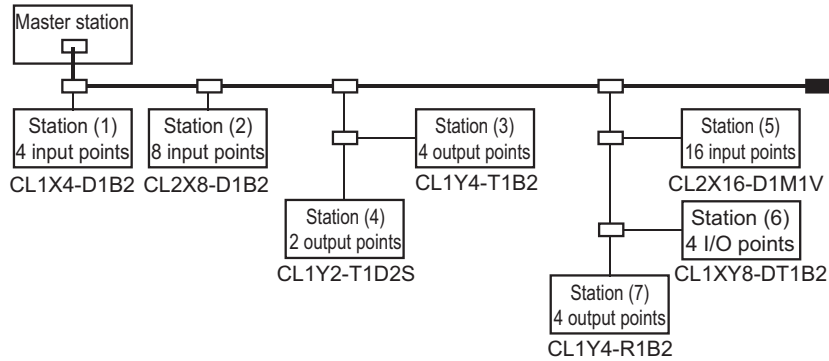 Master station
Station (1)
4 input points
CL1X4-D1B2
Station (2)
8 input points
CL2X8-D1B2
Station (3)
4 output points
CL1Y4-T1B2
Station (4)
2 output points
CL1Y2-T1D2S
Station (5)
16 input points
CL2X16-D1M1V
Station (6)
4 I/O points
CL1XY8-DT1B2
Station (7)
4 output points
CL1Y4-R1B2